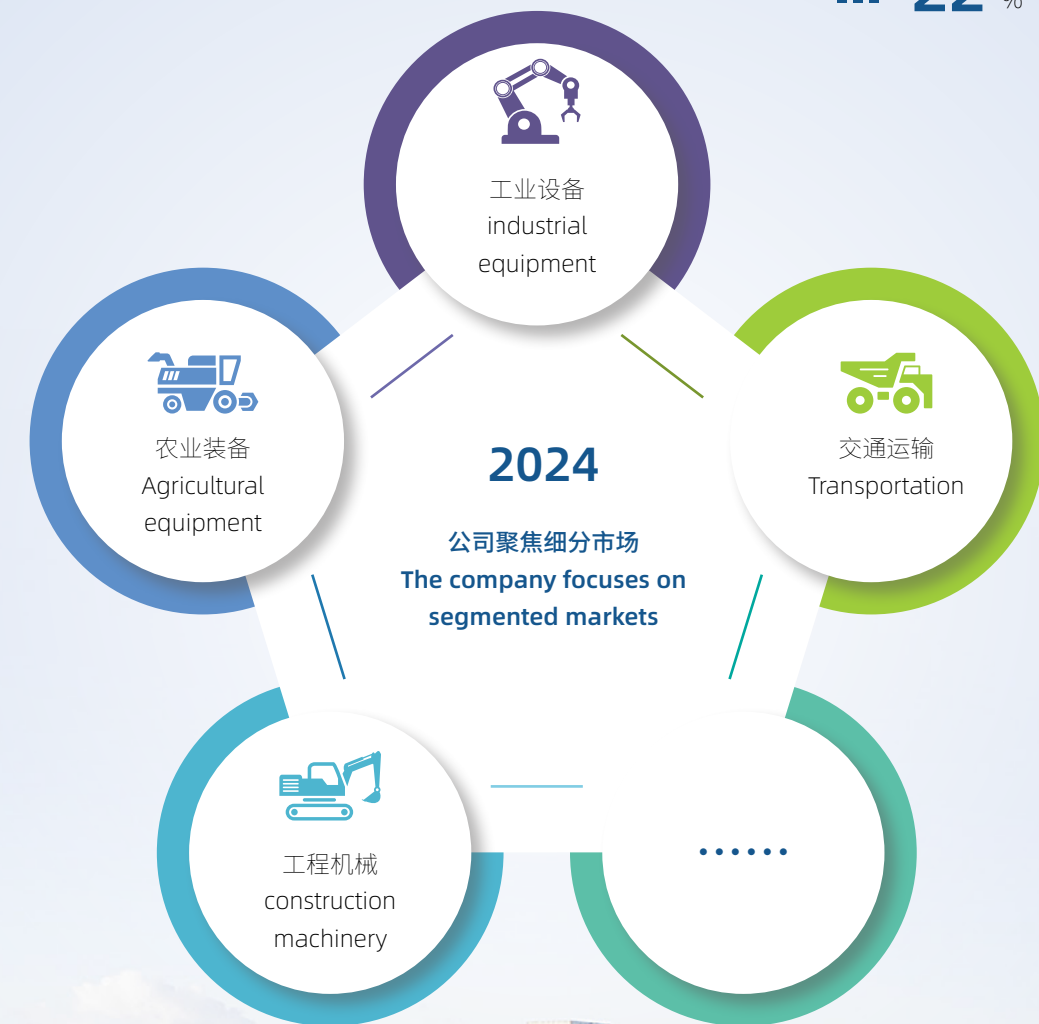 22 %
工业设备
industrial
equipment
农业装备
Agricultural
equipment
交通运输
Transportation
2024
公司聚焦细分市场
The company focuses on
segmented markets
工程机械
construction
machinery
......